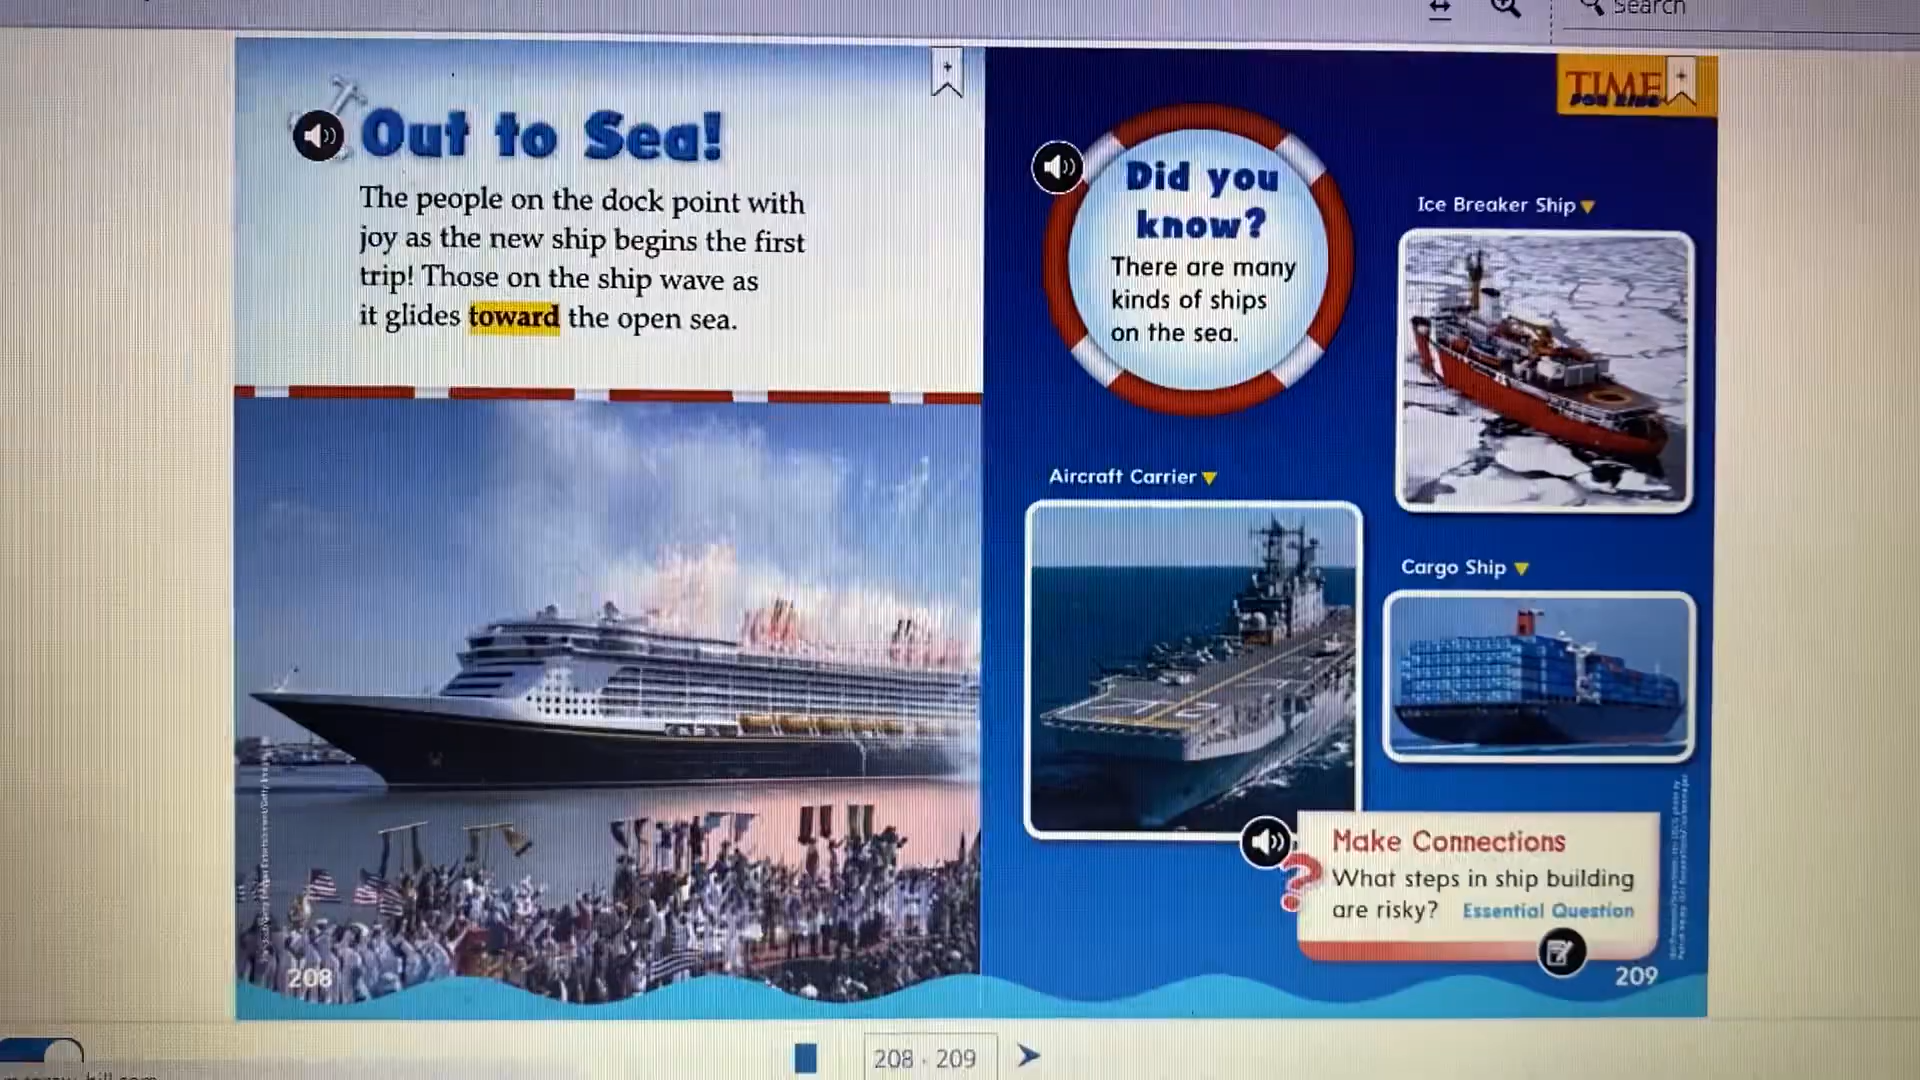 Search
Out to Sea!
The people on the dock point with
joy as the new ship begins the first
trip! Those on the ship wave as
it glides toward the open sea.
208
TIME
FOR KIDS
Did you
know?
There are many
kinds of ships
on the sea.
Ice Breaker Ship
Aircraft Carrier
Cargo Ship
Make Connections
?
What steps in ship building
are risky? Essential Question
209
208 - 209